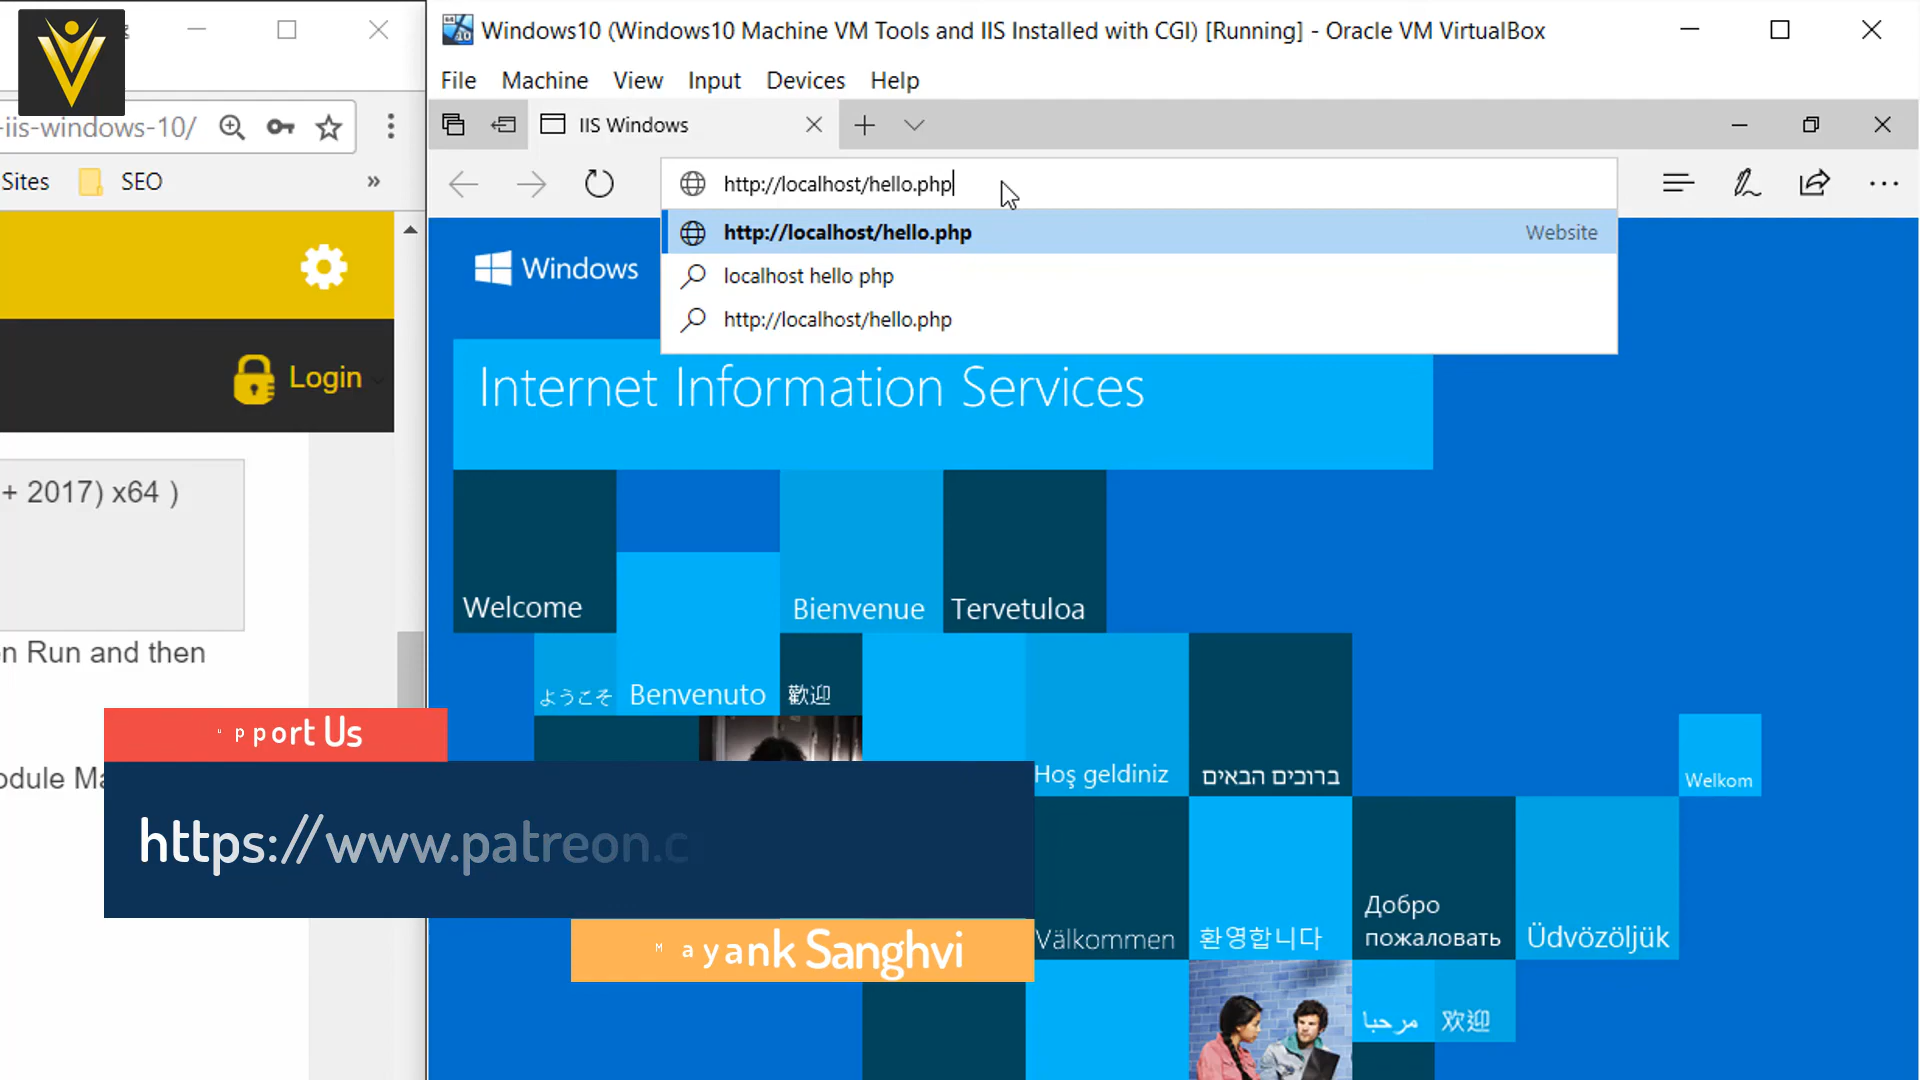 Windows10 (Windows10 Machine VM Tools and IIS Installed with CGI) [Running] - Oracle VM VirtualBox
File Machine View Input Devices Help
IIS Windows
-iis-windows-10/
http://localhost/hello.php
Sites SEO »
http://localhost/hello.php Website
localhost hello php
http://localhost/hello.php
Windows
Login
Internet Information Services
+ 2017) x64 )
Welcome Bienvenue Tervetuloa
n Run and then
ようこそ Benvenuto 歡迎
pport Us
odule Ma
Hoş geldiniz ברוכים הבאים Welkom
https://www.patreon.c
Добро
пожаловать
Välkommen 환영합니다 Üdvözöljük
Mayank Sanghvi
مرحبا 欢迎